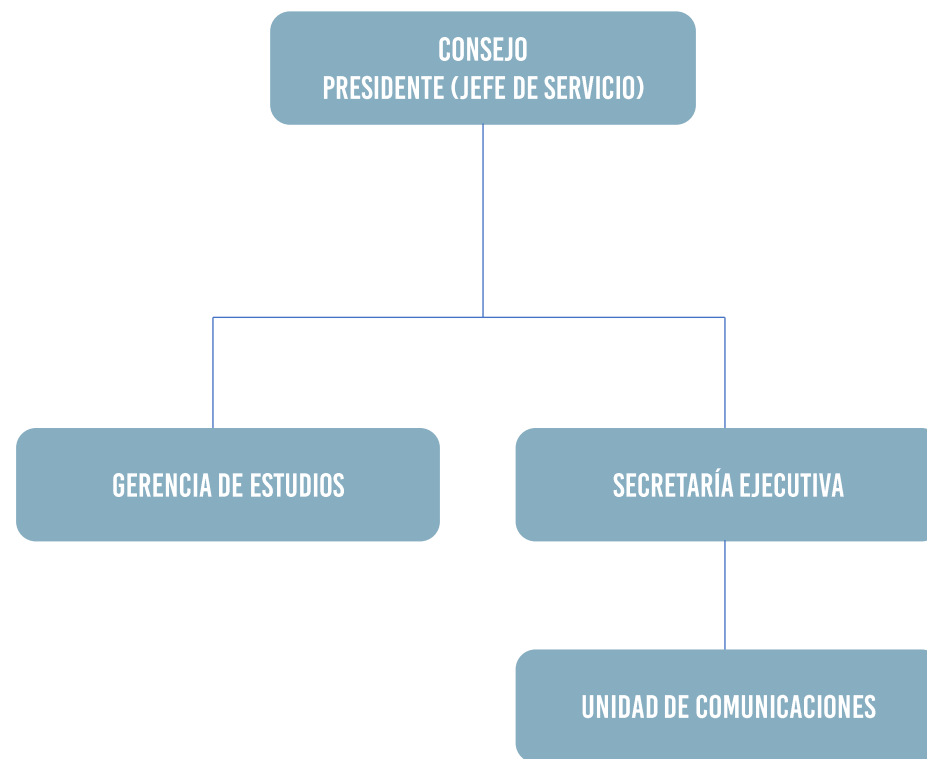 CONSEJO
PRESIDENTE (JEFE DE SERVICIO)
GERENCIA DE ESTUDIOS
SECRETARÍA EJECUTIVA
UNIDAD DE COMUNICACIONES